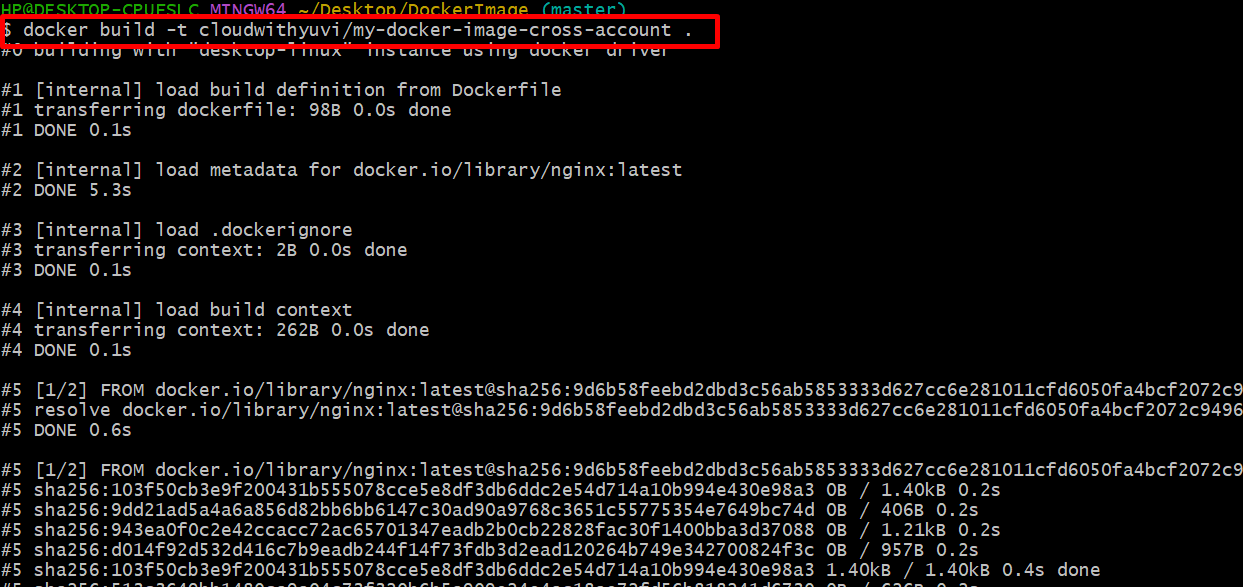 HP@DESKTOP-CPUFSLC MINGW64 ~/Desktop/DockerImage (master)
$ docker build -t cloudwithyuvi/my-docker-image-cross-account .
#0 building with "desktop-linux" instance using docker driver
#1 [internal] load build definition from Dockerfile
#1 transferring dockerfile: 98B 0.0s done
#1 DONE 0.1s
#2 [internal] load metadata for docker.io/library/nginx:latest
#2 DONE 5.3s
#3 [internal] load .dockerignore
#3 transferring context: 2B 0.0s done
#3 DONE 0.1s
#4 [internal] load build context
#4 transferring context: 262B 0.0s done
#4 DONE 0.1s
#5 [1/2] FROM docker.io/library/nginx:latest@sha256:9d6b58feebd2dbd3c56ab5853333d627cc6e281011cfd6050fa4bcf2072c9
#5 resolve docker.io/library/nginx:latest@sha256:9d6b58feebd2dbd3c56ab5853333d627cc6e281011cfd6050fa4bcf2072c9496
#5 DONE 0.6s
#5 [1/2] FROM docker.io/library/nginx:latest@sha256:9d6b58feebd2dbd3c56ab5853333d627cc6e281011cfd6050fa4bcf2072c9
#5 sha256:103f50cb3e9f200431b555078cce5e8df3db6ddc2e54d714a10b994e430e98a3 0B / 1.40kB 0.2s
#5 sha256:9dd21ad5a4a6a856d82bb6bb6147c30ad90a9768c3651c55775354e7649bc74d 0B / 406B 0.2s
#5 sha256:943ea0f0c2e42ccacc72ac65701347eadb2b0cb22828fac30f1400bba3d37088 0B / 1.21kB 0.2s
#5 sha256:d014f92d532d416c7b9eadb244f14f73fdb3d2ead120264b749e342700824f3c 0B / 957B 0.2s
#5 sha256:103f50cb3e9f200431b555078cce5e8df3db6ddc2e54d714a10b994e430e98a3 1.40kB / 1.40kB 0.4s done
#5